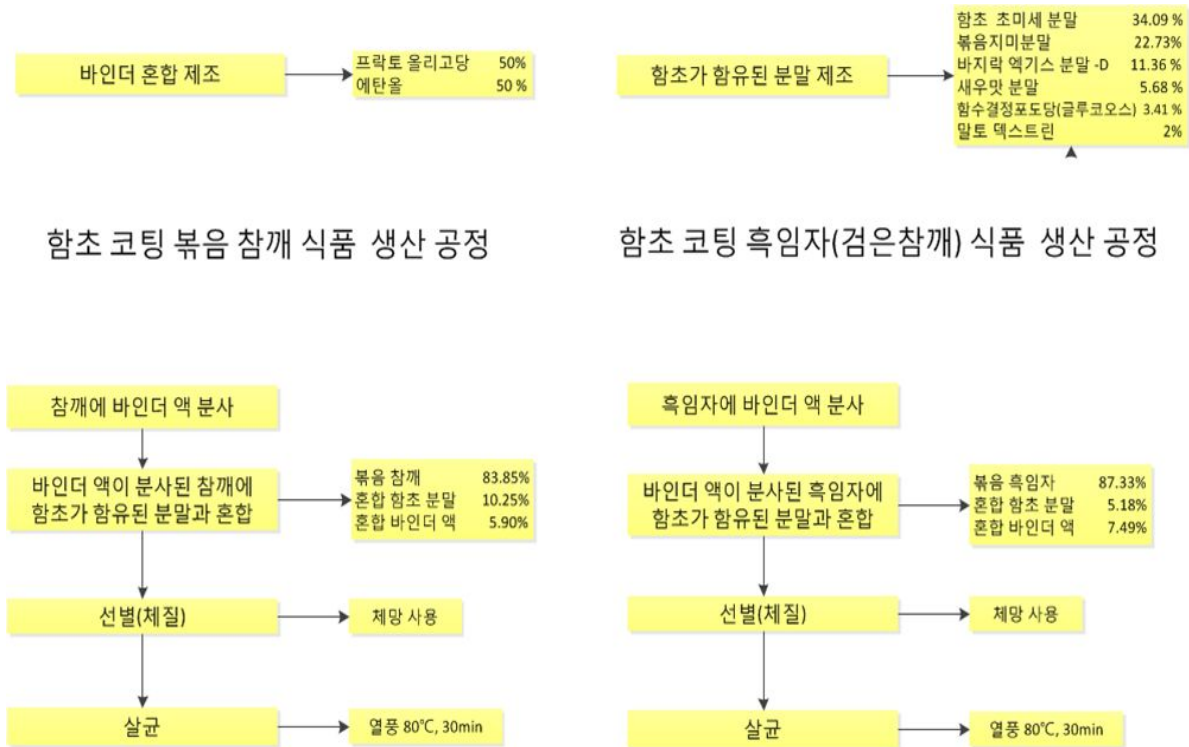 바인더 혼합 제조
프락토 올리고당 50%
에탄올 50 %
함초가 함유된 분말 제조
함초 초미세 분말 34.09 %
볶음지미분말 22.73%
바지락 엑기스 분말 -D 11.36 %
새우맛 분말 5.68 %
함수결정포도당(글루코오스) 3.41 %
말토 덱스트린 2%
함초 코팅 볶음 참깨 식품 생산 공정
함초 코팅 흑임자(검은참깨) 식품 생산 공정
참깨에 바인더 액 분사
바인더 액이 분사된 참깨에
함초가 함유된 분말과 혼합
볶음 참깨 83.85%
혼합 함초 분말 10.25%
혼합 바인더 액 5.90%
선별(체질)
체망 사용
살균
열풍 80℃, 30min
흑임자에 바인더 액 분사
바인더 액이 분사된 흑임자에
함초가 함유된 분말과 혼합
볶음 흑임자 87.33%
혼합 함초 분말 5.18%
혼합 바인더 액 7.49%
선별(체질)
체망 사용
살균
열풍 80℃, 30min